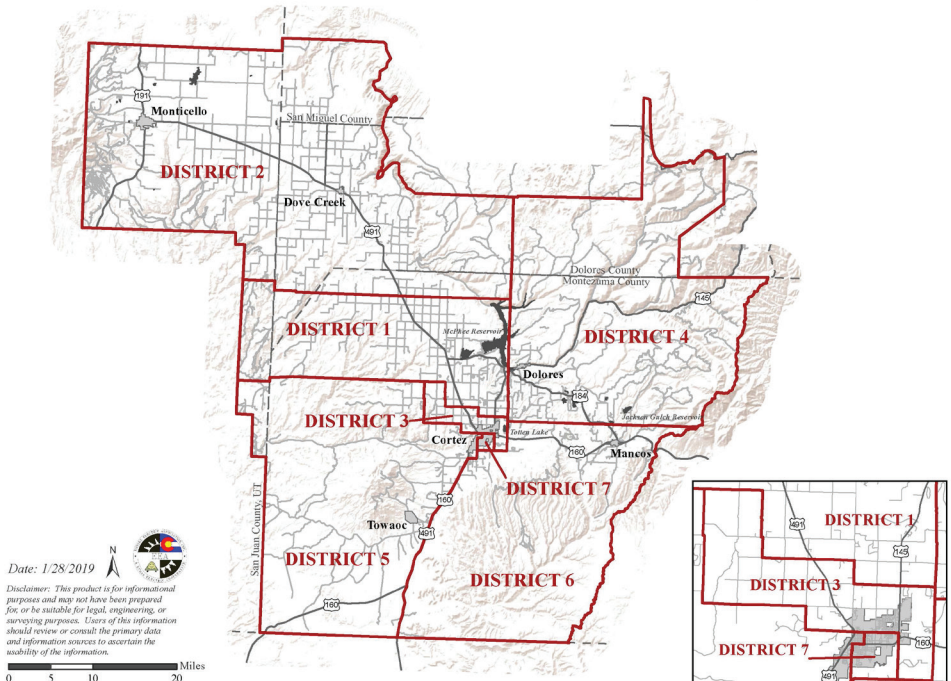 191
Monticello
San Miguel County
DISTRICT 2
Dove Creek
491
Dolores County
Montezuma County
145
DISTRICT 1
McPhee Reservoir
DISTRICT 4
Dolores
184
Jackson Gulch Reservoir
DISTRICT 3
Totten Lake
Cortez
160
Mancos
DISTRICT 7
160
Towaoc
491
San Juan County, UT
DISTRICT 5
DISTRICT 6
160
N
Date: 1/28/2019
Disclaimer: This product is for informational
purposes and may not have been prepared
for, or be suitable for legal, engineering, or
surveying purposes. Users of this information
should review or consult the primary data
and information sources to ascertain the
usability of the information.
Miles
0 5 10 20
491
DISTRICT 1
145
DISTRICT 3
160
DISTRICT 7
491